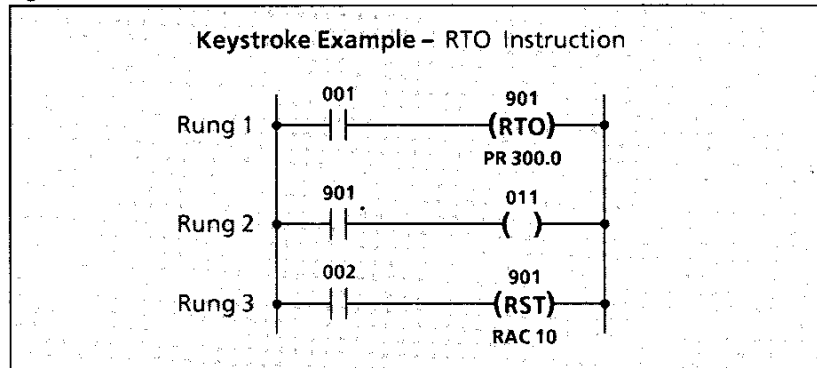 Keystroke Example – RTO Instruction
001 901
Rung 1 (RTO)
PR 300.0
901 011
Rung 2 ( )
002 901
Rung 3 (RST)
RAC 10